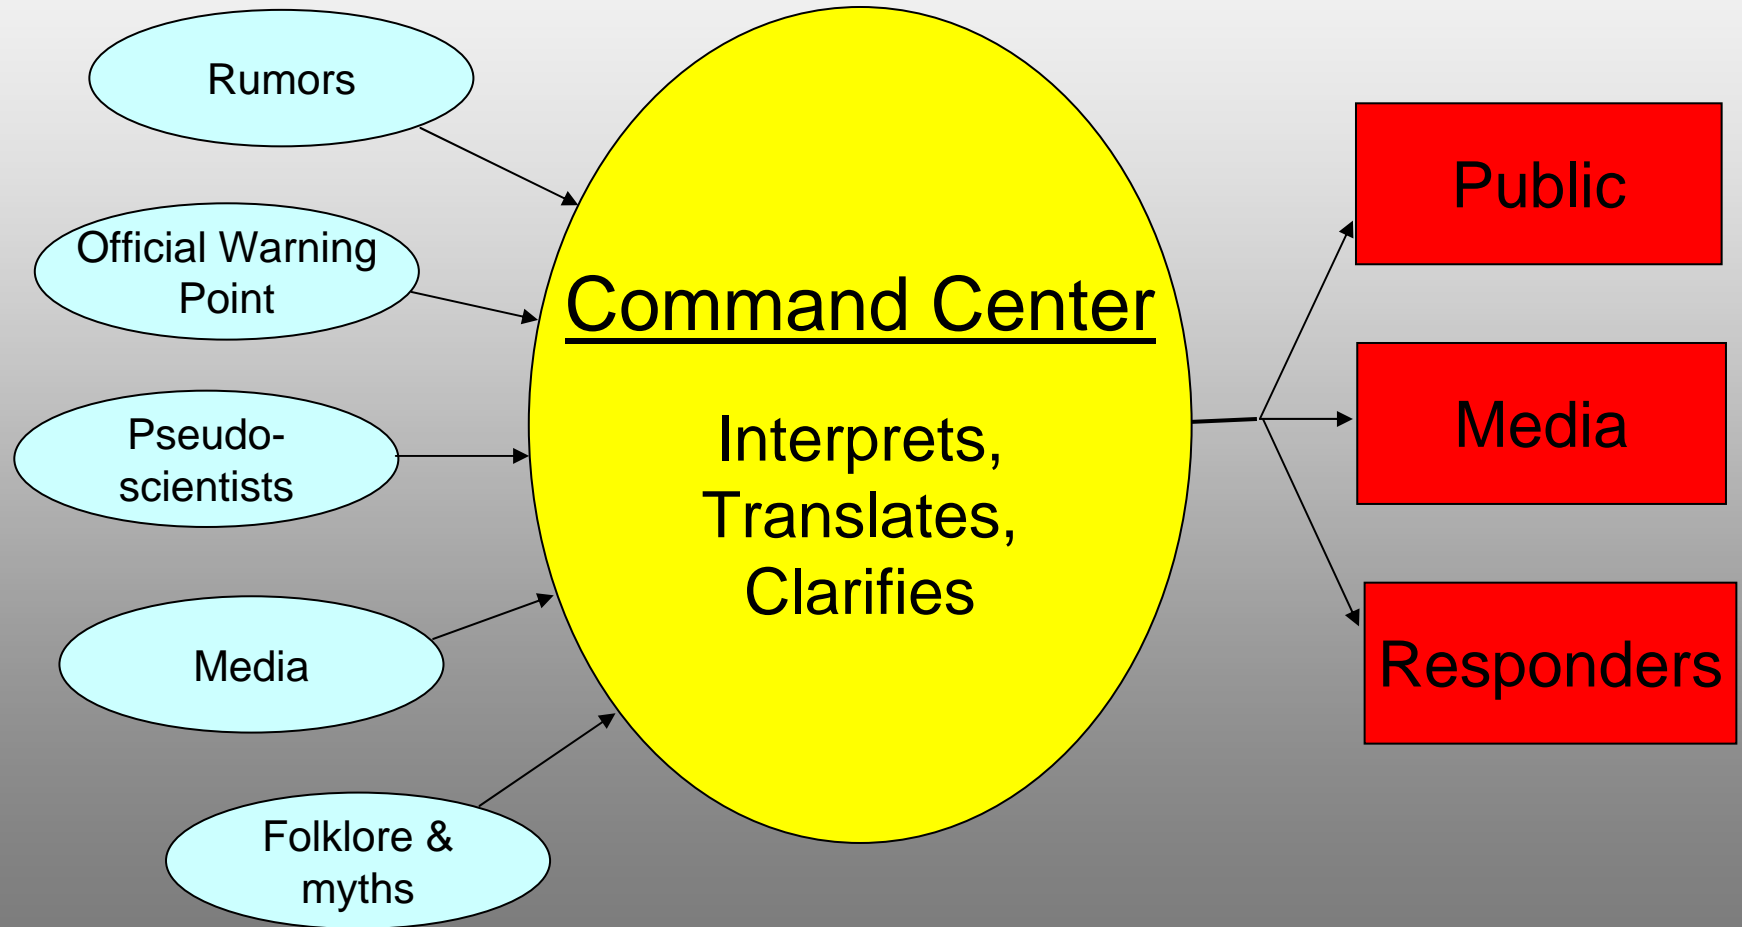 Rumors
Official Warning
Point
Pseudo-
scientists
Media
Folklore &
myths
Command Center
Interprets,
Translates,
Clarifies
Public
Media
Responders